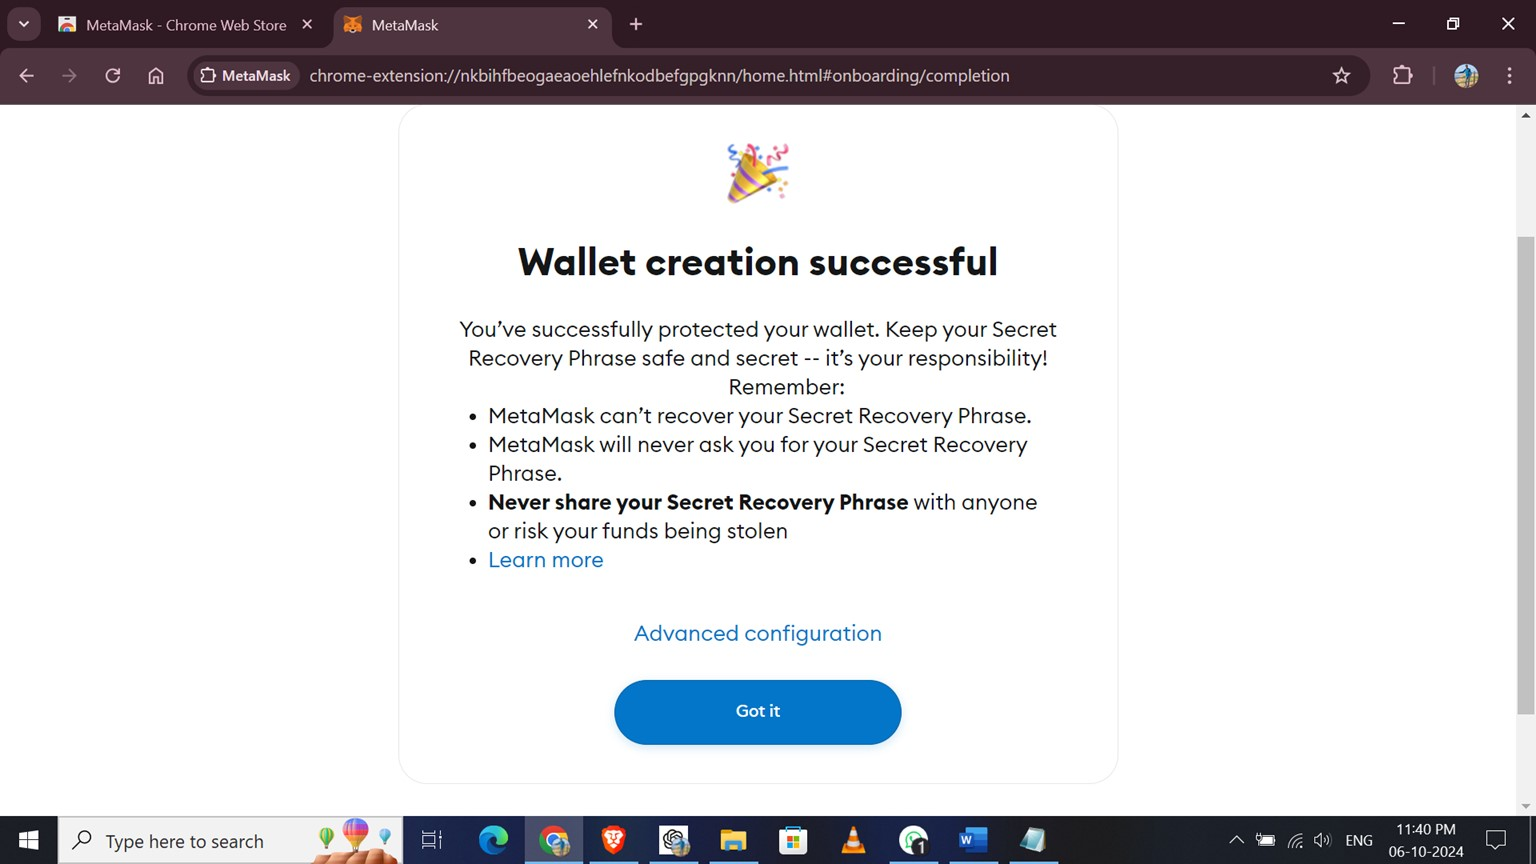 MetaMask - Chrome Web Store
MetaMask
MetaMask
chrome-extension://nkbihfbeogaeaoehlefnkodbefgpgknn/home.html#onboarding/completion
Wallet creation successful
You’ve successfully protected your wallet. Keep your Secret
Recovery Phrase safe and secret -- it’s your responsibility!
Remember:
• MetaMask can’t recover your Secret Recovery Phrase.
• MetaMask will never ask you for your Secret Recovery
Phrase.
• Never share your Secret Recovery Phrase with anyone
or risk your funds being stolen
• Learn more
Advanced configuration
Got it
Type here to search
1
W
ENG
11:40 PM
06-10-2024